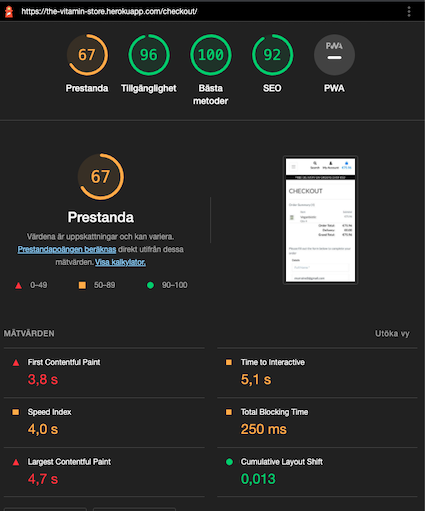 https://the-vitamin-store.herokuapp.com/checkout/
67
96
100
92
PWA
Prestanda
Tillgänglighet
Bästa
metoder
SEO
PWA
67
Prestanda
Värdena är uppskattningar och kan variera.
Prestandapoängen beräknas direkt utifrån dessa
mätvärden. Visa kalkylator.
0–49
50–89
90–100
CHECKOUT
MÄTVÄRDEN
Utöka vy
First Contentful Paint
3,8 s
Time to Interactive
5,1 s
Speed Index
4,0 s
Total Blocking Time
250 ms
Largest Contentful Paint
4,7 s
Cumulative Layout Shift
0,013